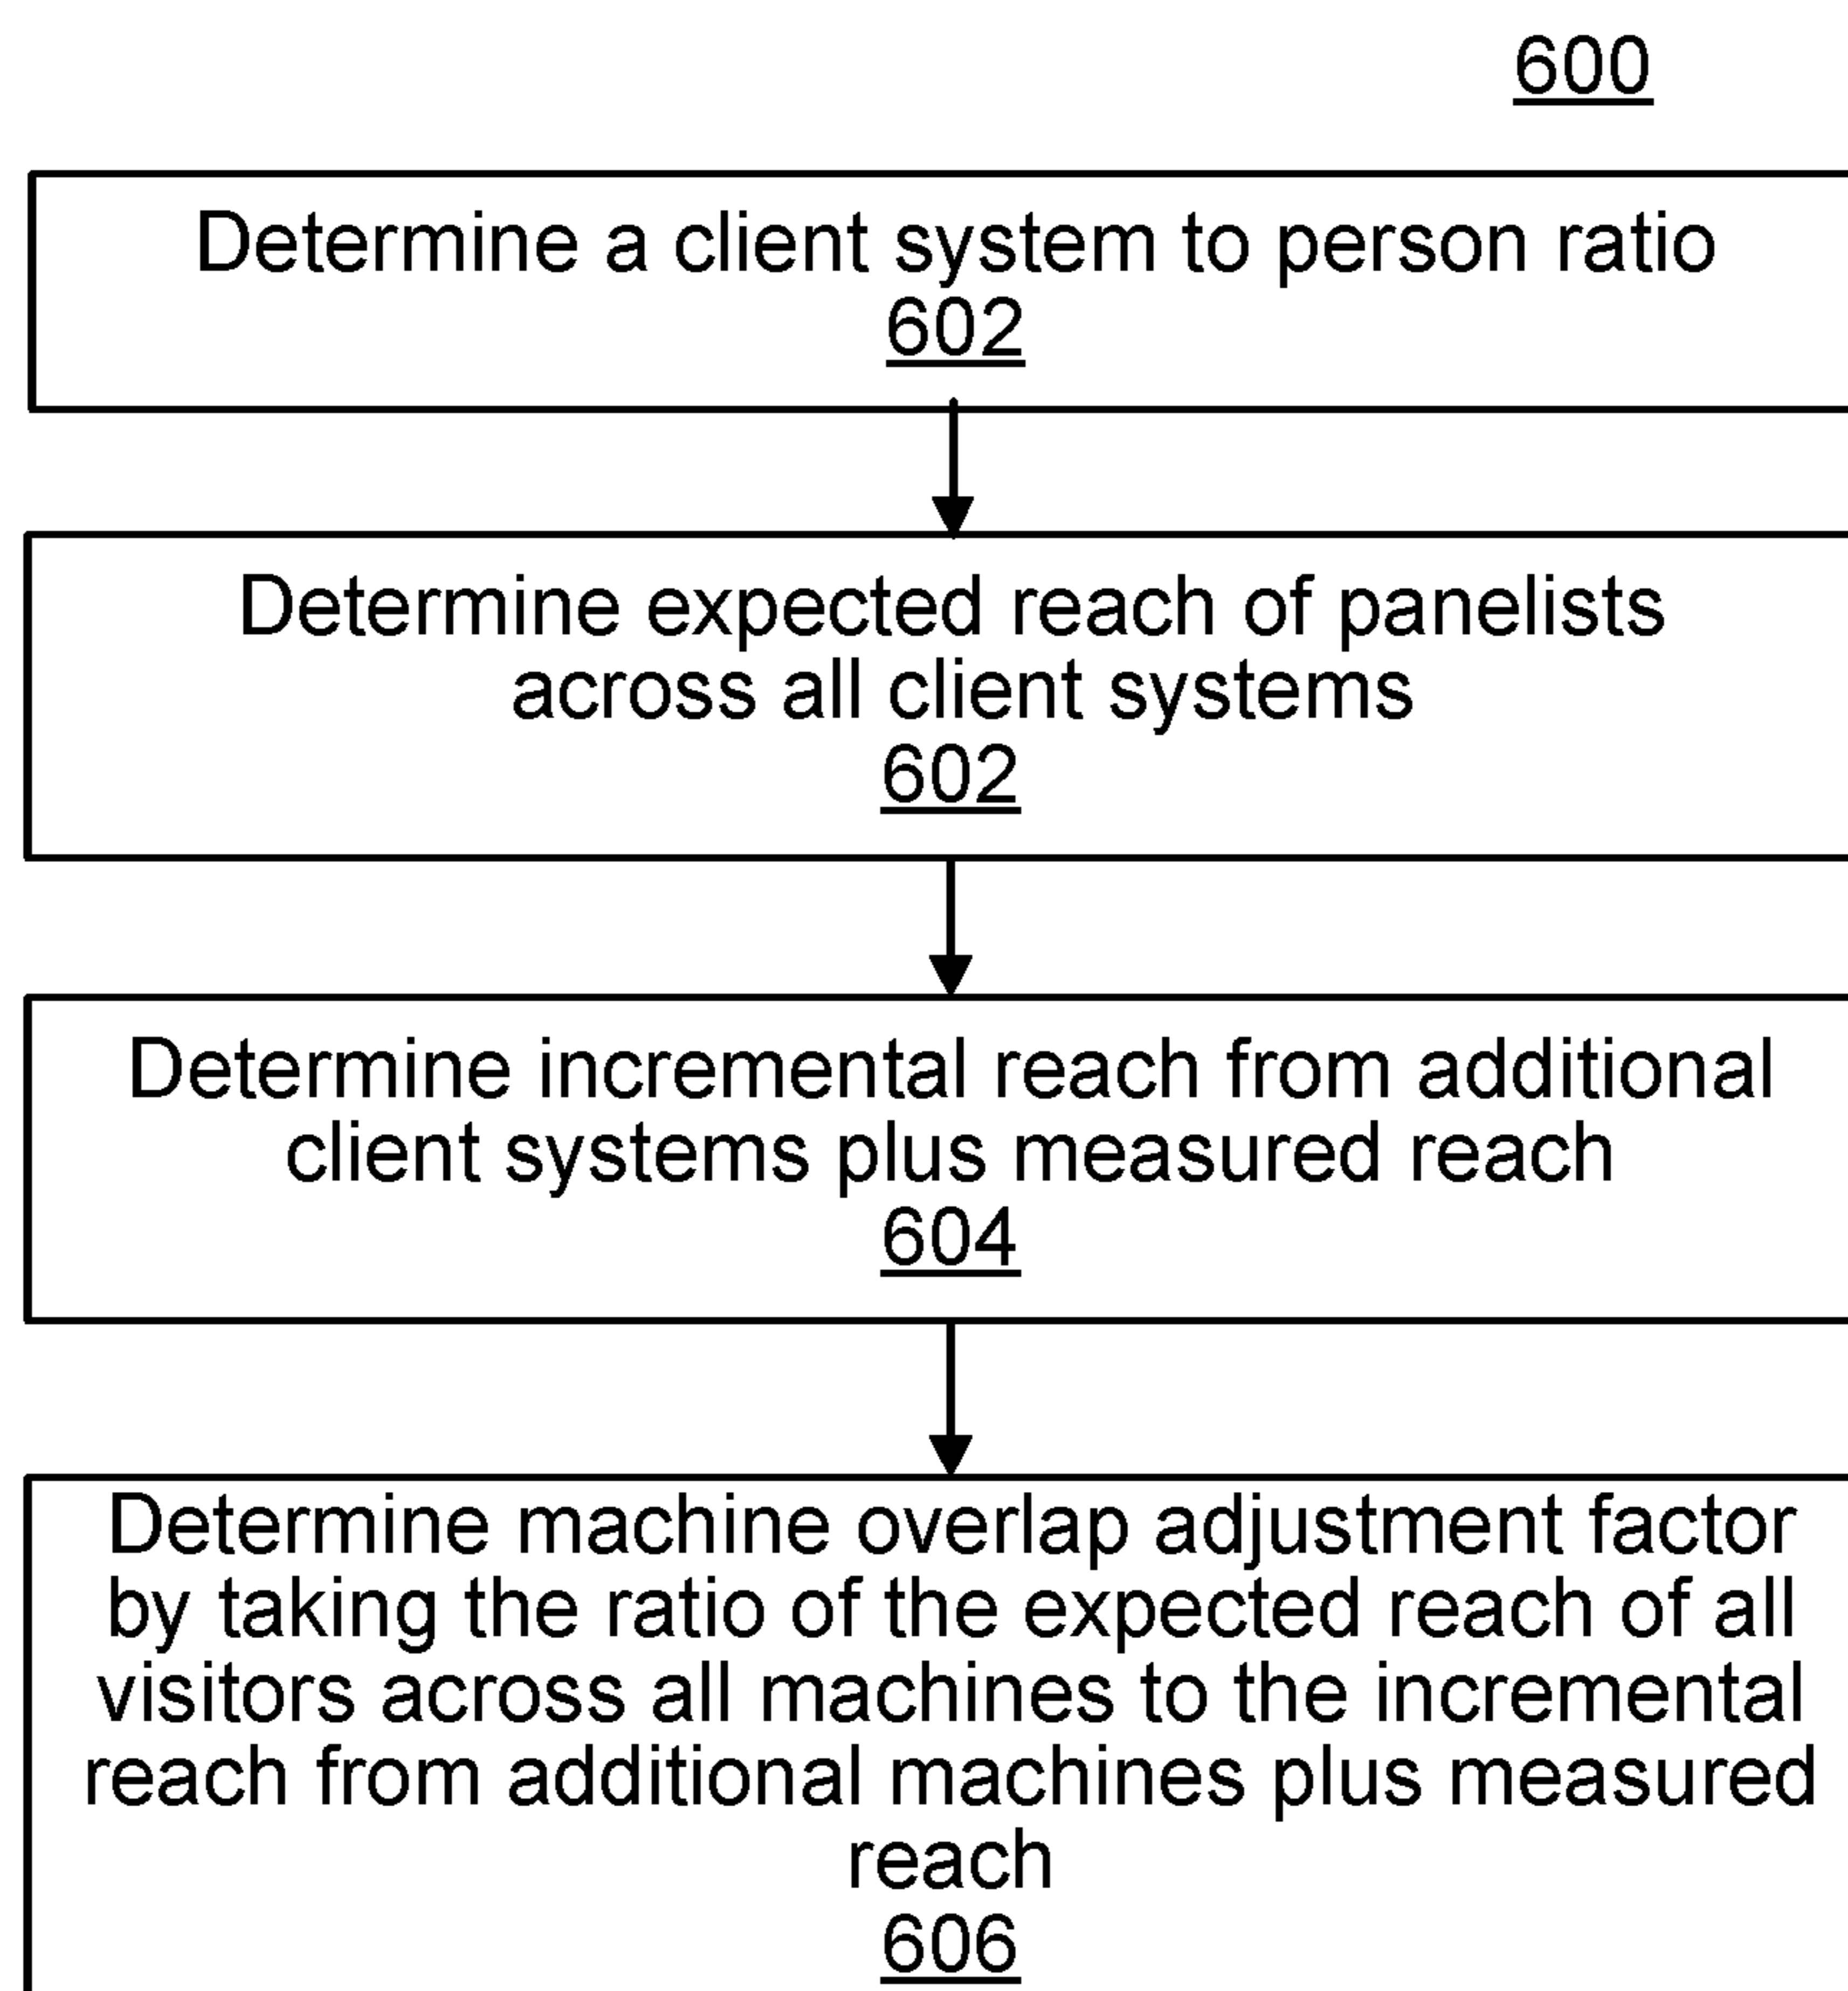 600
Determine a client system to person ratio
602
Determine expected reach of panelists
across all client systems
602
Determine incremental reach from additional
client systems plus measured reach
604
Determine machine overlap adjustment factor
by taking the ratio of the expected reach of all
visitors across all machines to the incremental
reach from additional machines plus measured
reach
606